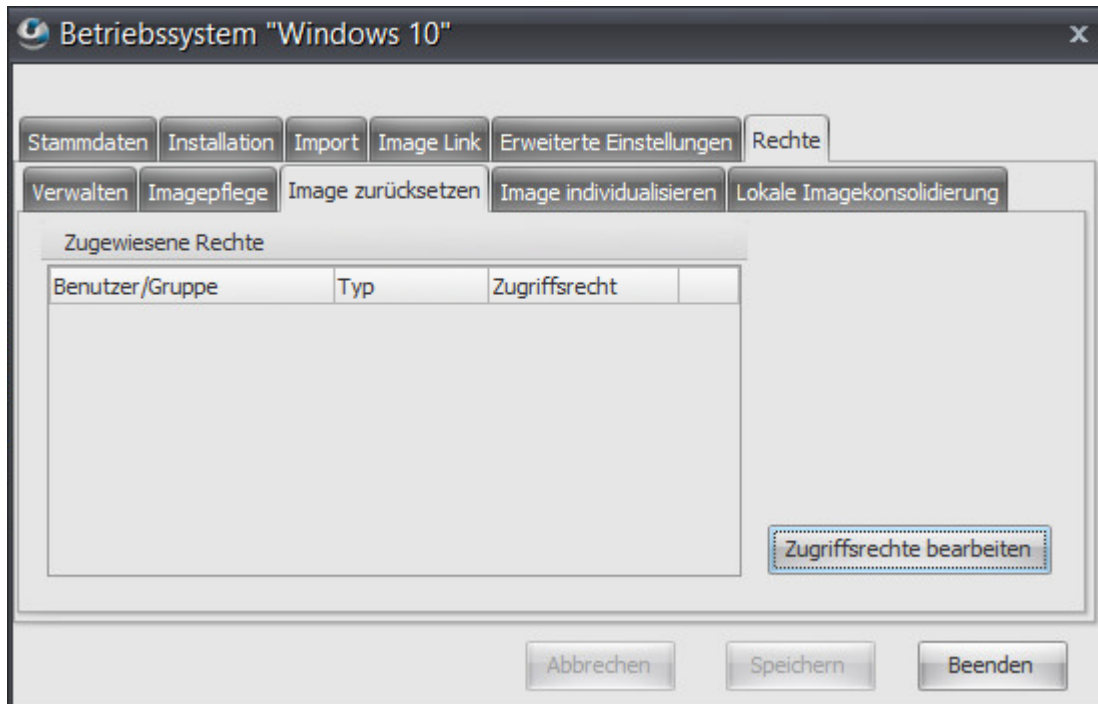 Betriebssystem "Windows 10"
x
Stammdaten Installation Import Image Link Erweiterte Einstellungen Rechte
Verwalten Imagepflege Image zurücksetzen Image individualisieren Lokale Imagekonsolidierung
Zugewiesene Rechte
Benutzer/Gruppe Typ Zugriffsrecht
Zugriffsrechte bearbeiten
Abbrechen Speichern Beenden